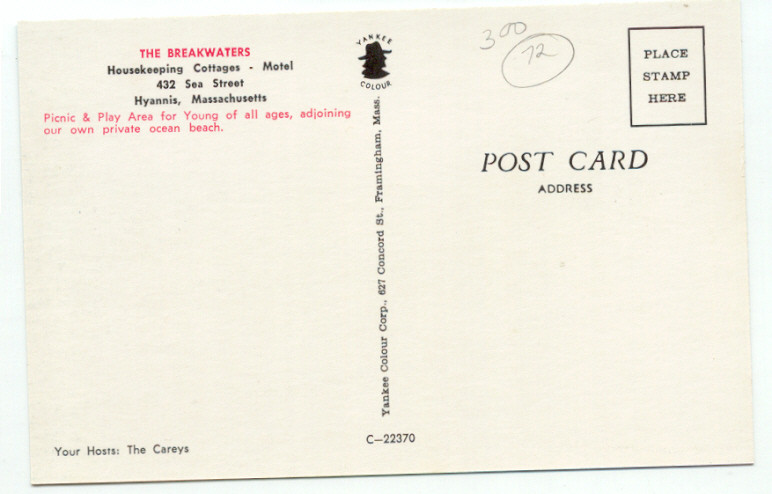 THE BREAKWATERS
Housekeeping Cottages - Motel
432 Sea Street
Hyannis, Massachusetts
Picnic & Play Area for Young of all ages, adjoining
our own private ocean beach.
Your Hosts: The Careys
YANKEE
COLOUR
Yankee Colour Corp., 627 Concord St., Framingham, Mass.
C—22370
300
72
PLACE
STAMP
HERE
POST CARD
ADDRESS